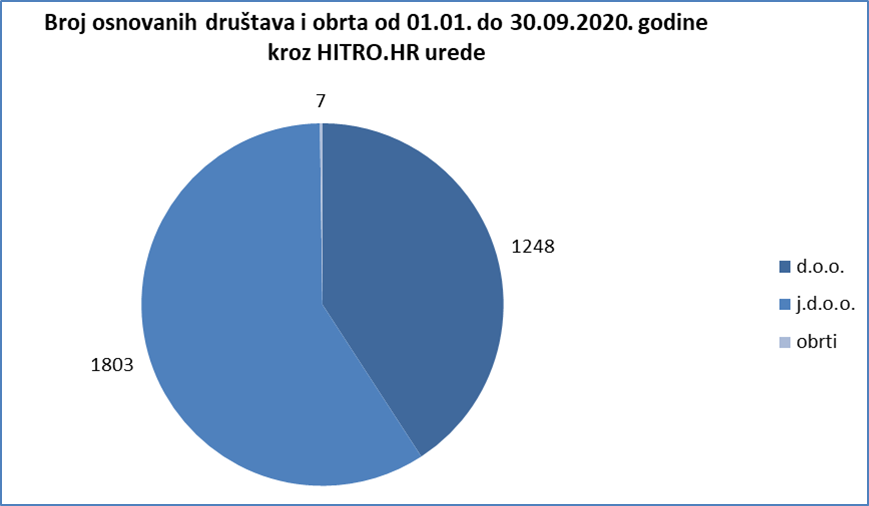 Broj osnovanih društava i obrta od 01.01. do 30.09.2020. godine
kroz HITRO.HR urede
7
1248
d.o.o.
j.d.o.o.
obrti
1803